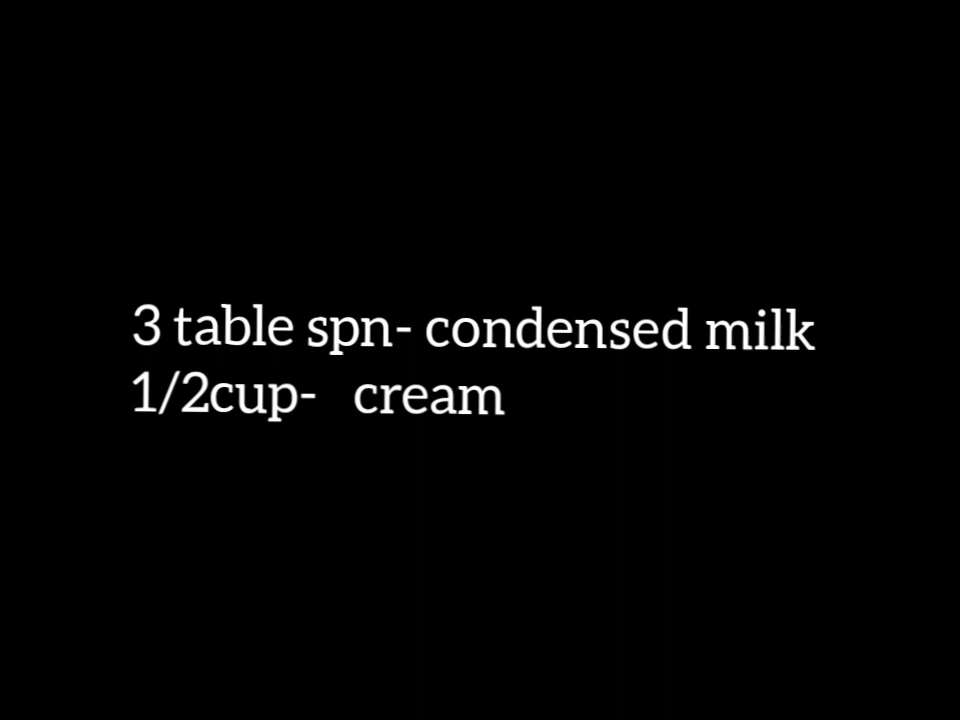 3 table spn- condensed milk
1/2cup- cream